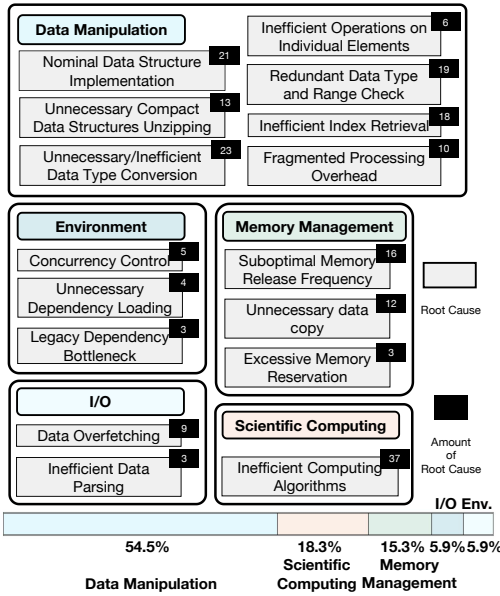 Data Manipulation
Nominal Data Structure
Implementation
21
Unnecessary Compact
Data Structures Unzipping
13
Unnecessary/Inefficient
Data Type Conversion
23
Inefficient Operations on
Individual Elements
6
Redundant Data Type
and Range Check
19
Inefficient Index Retrieval
18
Fragmented Processing
Overhead
10
Environment
Concurrency Control
5
Unnecessary
Dependency Loading
4
Legacy Dependency
Bottleneck
3
Memory Management
Suboptimal Memory
Release Frequency
16
Unnecessary data
copy
12
Excessive Memory
Reservation
3
Root Cause
I/O
Data Overfetching
9
Inefficient Data
Parsing
3
Scientific Computing
Inefficient Computing
Algorithms
37
Amount
of
Root Cause
I/O Env.
54.5% 18.3% 15.3% 5.9% 5.9%
Data Manipulation
Scientific
Computing
Memory
Management